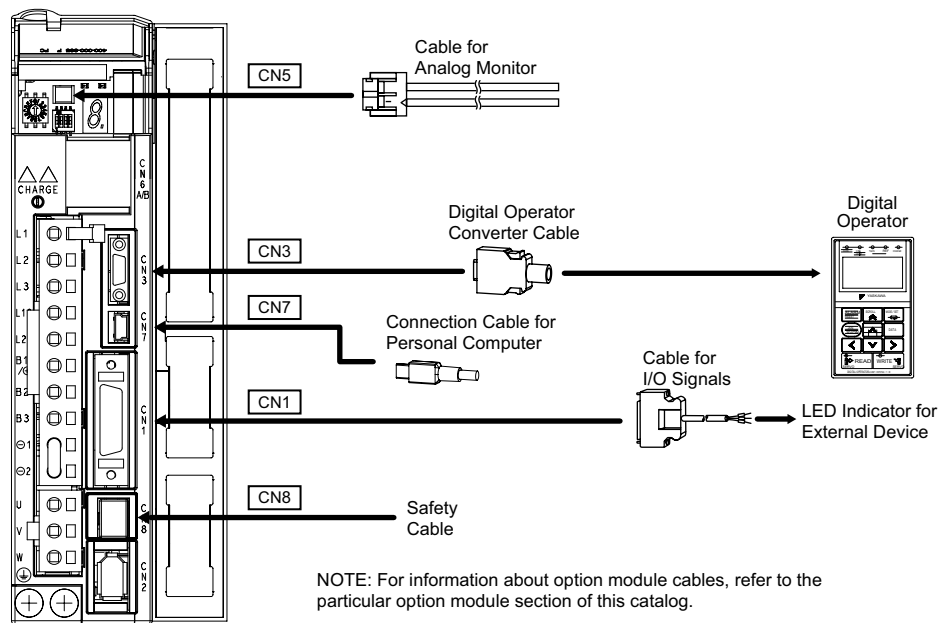 CN5
Cable for
Analog Monitor
CN6
A/B
CHARGE
Digital Operator
Converter Cable
Digital
Operator
CN3
CN3
YASKAWA
DATA
READ
WRITE
CN7
CN7
Connection Cable for
Personal Computer
Cable for
I/O Signals
CN1
CN1
LED Indicator for
External Device
CN8
Safety
Cable
CN2
L1
L2
L3
B2
B3
⊖1
⊖2
U
V
W
NOTE: For information about option module cables, refer to the
particular option module section of this catalog.